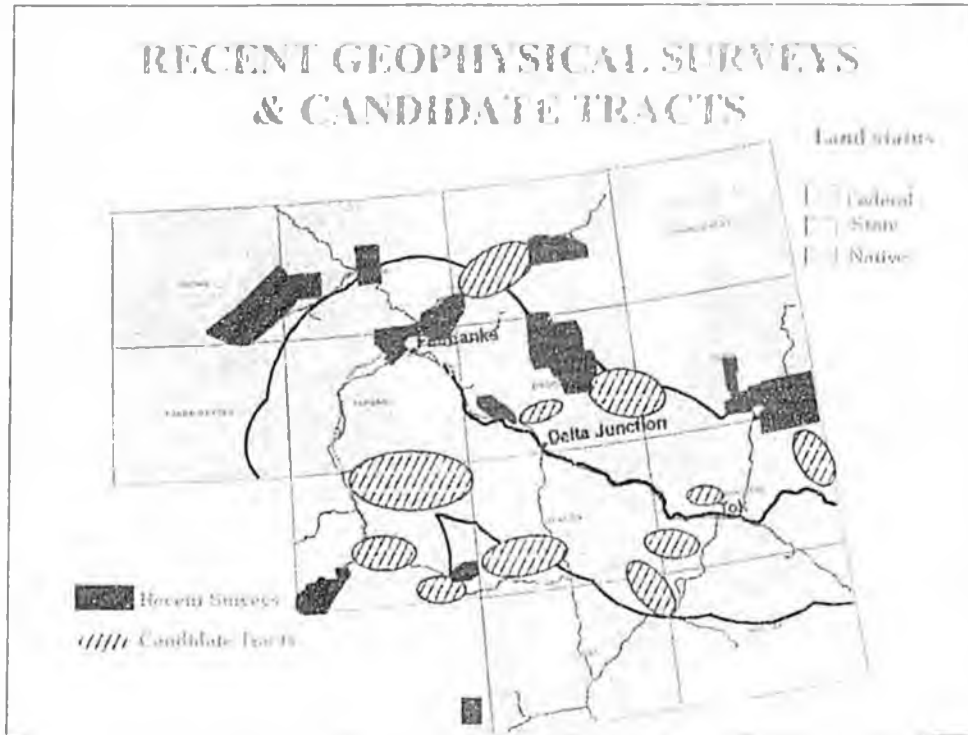 RECENT GEOPHYSICAL SURVEYS
& CANDIDATE TRACTS
Land status
Federal
State
Native
Fairbanks
Delta Junction
Tok
Recent Surveys
Candidate Tracts